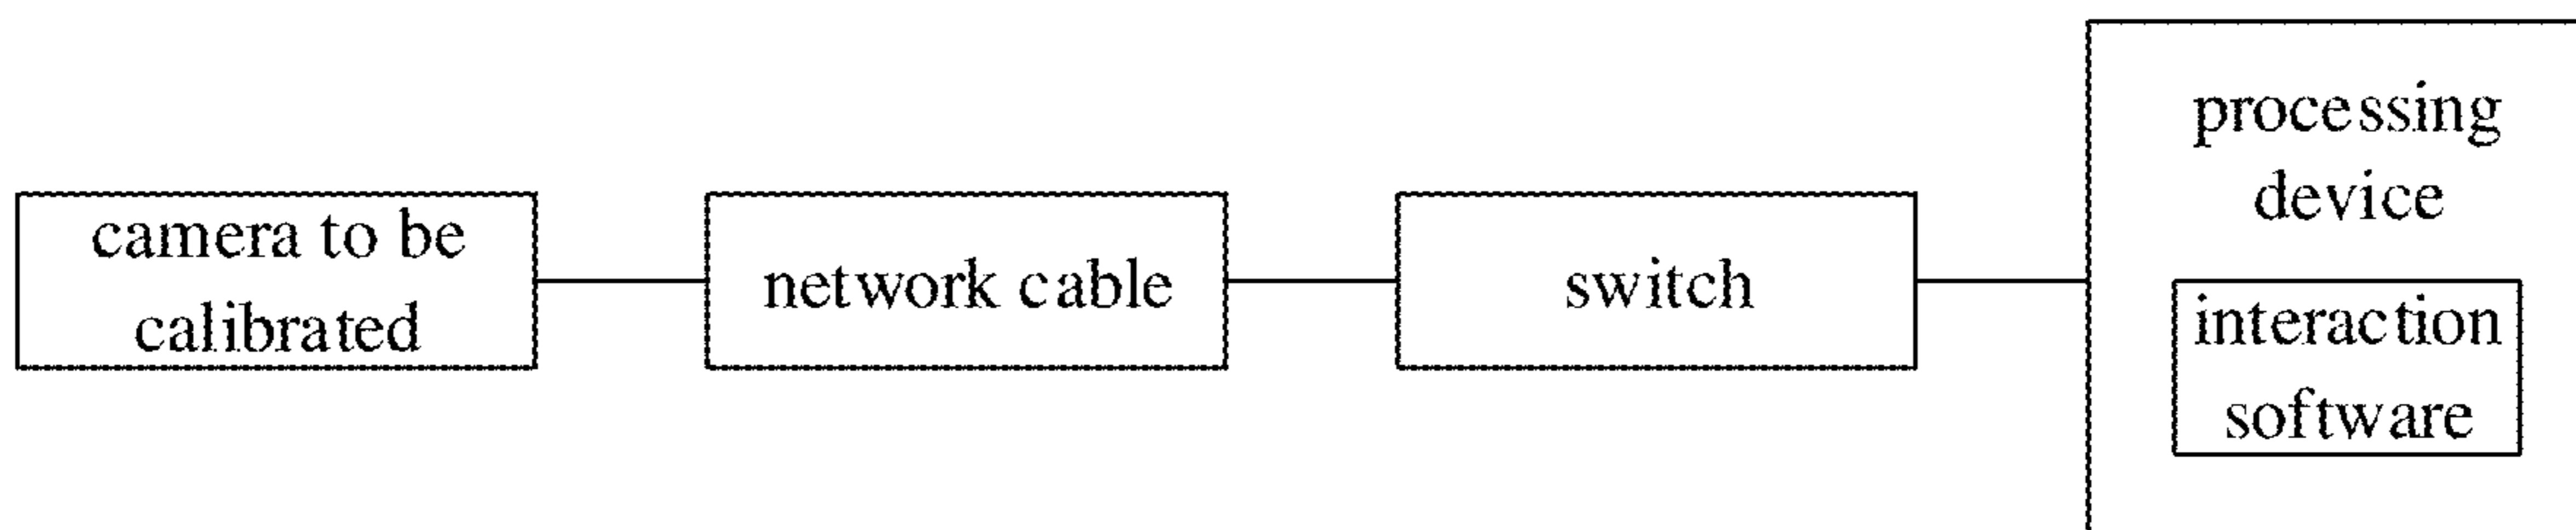 camera to be
calibrated
network cable
switch
processing
device
interaction
software